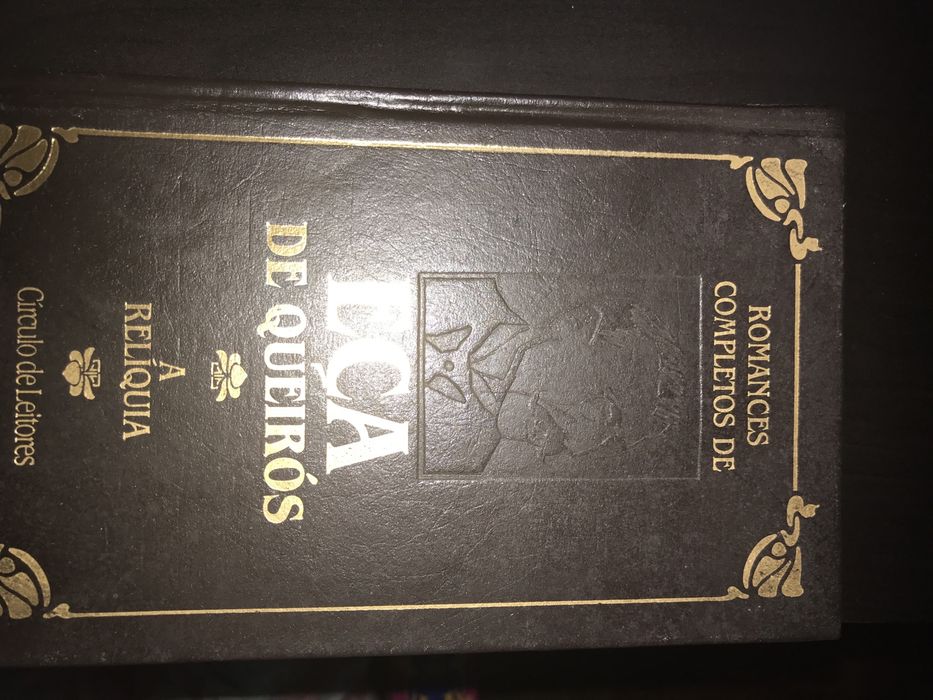 ROMANCES
COMPLETOS DE
EÇA
DE QUEIRÓS
A
RELÍQUIA
Círculo de Leitores